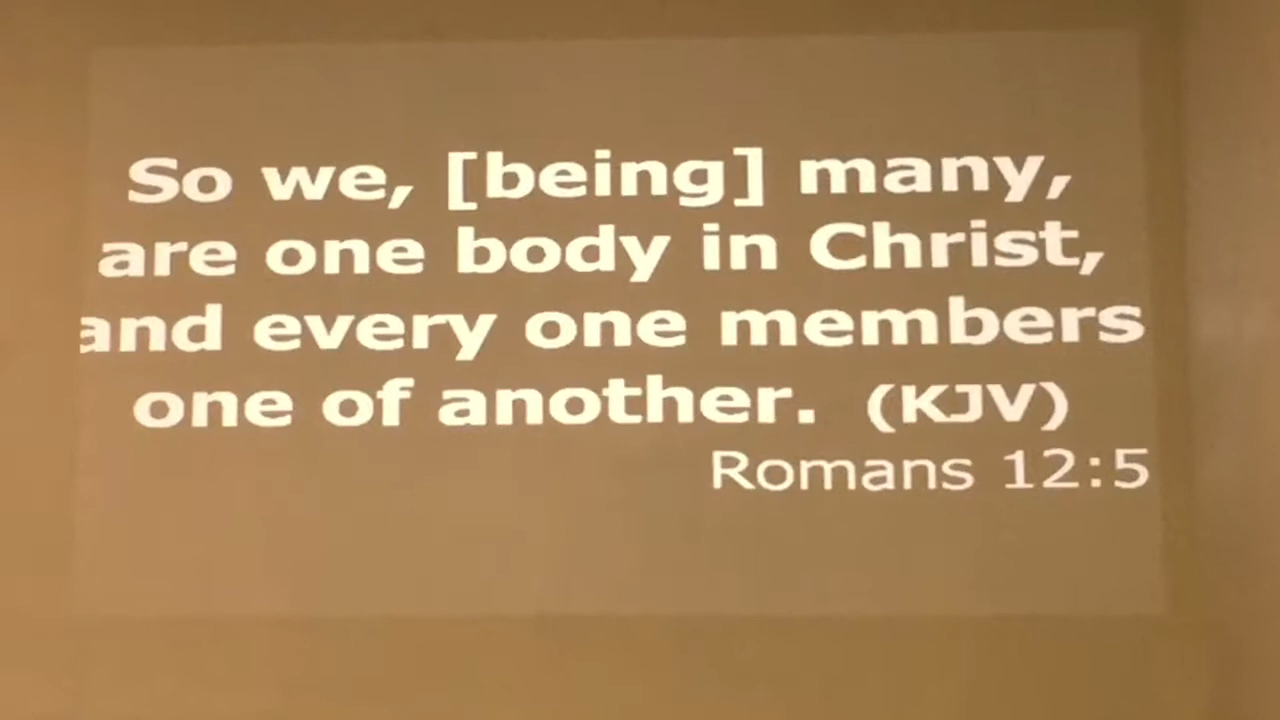 So we, [being] many,
are one body in Christ,
and every one members
one of another. (KJV)
Romans 12:5